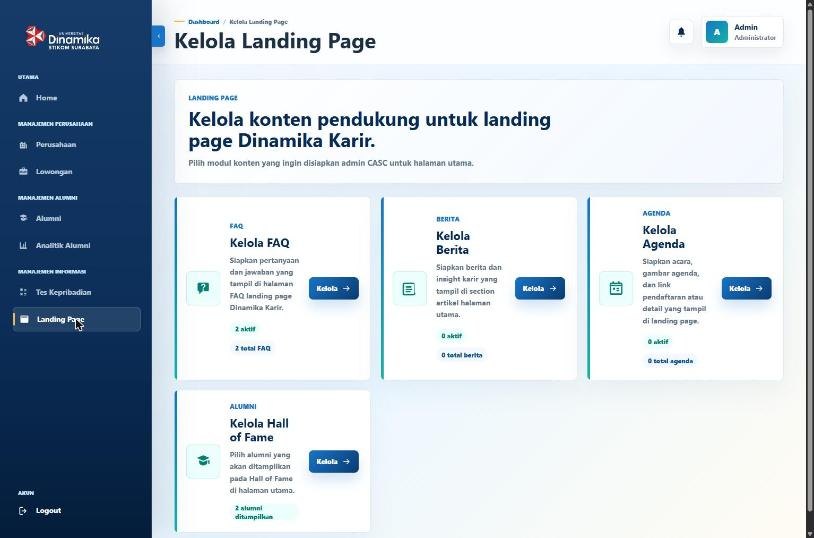 UNIVERSITAS
Dinamika
STIKOM SURABAYA
UTAMA
Home
MANAJEMEN PERUSAHAAN
Perusahaan
Lowongan
MANAJEMEN ALUMNI
Alumni
Analitik Alumni
MANAJEMEN INFORMASI
Tes Kepribadian
Landing Page
AKUN
Logout
Dashboard / Kelola Landing Page
Kelola Landing Page
A
Admin
Administrator
LANDING PAGE
Kelola konten pendukung untuk landing
page Dinamika Karir.
Pilih modul konten yang ingin disiapkan admin CASC untuk halaman utama.
FAQ
Kelola FAQ
Siapkan pertanyaan
dan jawaban yang
tampil di halaman
FAQ landing page
Dinamika Karir.
2 aktif
2 total FAQ
Kelola →
BERITA
Kelola
Berita
Siapkan berita dan
insight karir yang
tampil di section
artikel halaman
utama.
0 aktif
0 total berita
Kelola →
AGENDA
Kelola
Agenda
Siapkan acara,
gambar agenda,
dan link
pendaftaran atau
detail yang tampil
di landing page.
0 aktif
0 total agenda
Kelola →
ALUMNI
Kelola Hall
of Fame
Pilih alumni yang
akan ditampilkan
pada Hall of Fame
di halaman utama.
2 alumni
ditampilkan
Kelola →